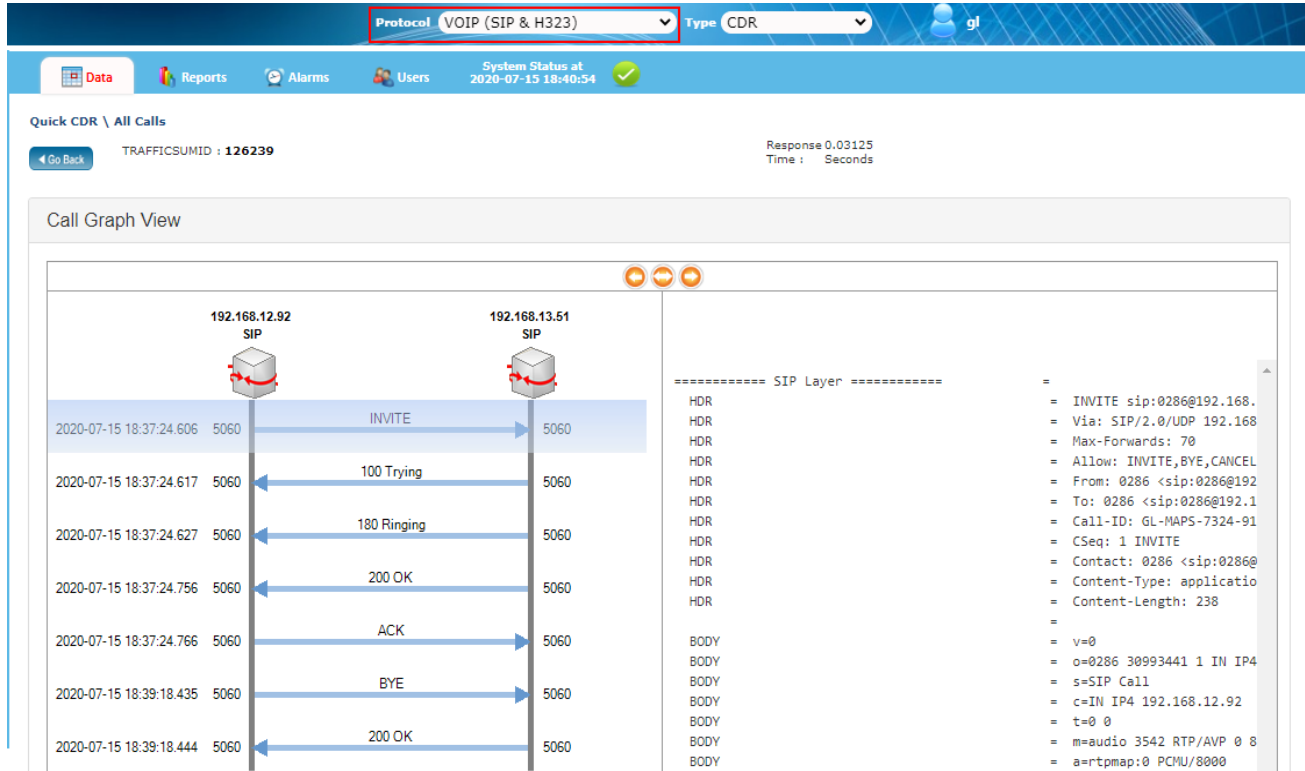 Protocol VOIP (SIP & H323) Type CDR gl
Data Reports Alarms Users System Status at
2020-07-15 18:40:54
Quick CDR \ All Calls
Go Back TRAFFICSUMID : 126239 Response 0.03125
Time : Seconds
Call Graph View
192.168.12.92 192.168.13.51
SIP SIP
INVITE
2020-07-15 18:37:24.606 5060 5060
100 Trying
2020-07-15 18:37:24.617 5060 5060
180 Ringing
2020-07-15 18:37:24.627 5060 5060
200 OK
2020-07-15 18:37:24.756 5060 5060
ACK
2020-07-15 18:37:24.766 5060 5060
BYE
2020-07-15 18:39:18.435 5060 5060
200 OK
2020-07-15 18:39:18.444 5060 5060
============ SIP Layer ============ =
HDR = INVITE sip:0286@192.168.
HDR = Via: SIP/2.0/UDP 192.168
HDR = Max-Forwards: 70
HDR = Allow: INVITE,BYE,CANCEL
HDR = From: 0286 <sip:0286@192
HDR = To: 0286 <sip:0286@192.1
HDR = Call-ID: GL-MAPS-7324-91
HDR = CSeq: 1 INVITE
HDR = Contact: 0286 <sip:0286@
HDR = Content-Type: applicatio
HDR = Content-Length: 238
=
BODY = v=0
BODY = o=0286 30993441 1 IN IP4
BODY = s=SIP Call
BODY = c=IN IP4 192.168.12.92
BODY = t=0 0
BODY = m=audio 3542 RTP/AVP 0 8
BODY = a=rtpmap:0 PCMU/8000